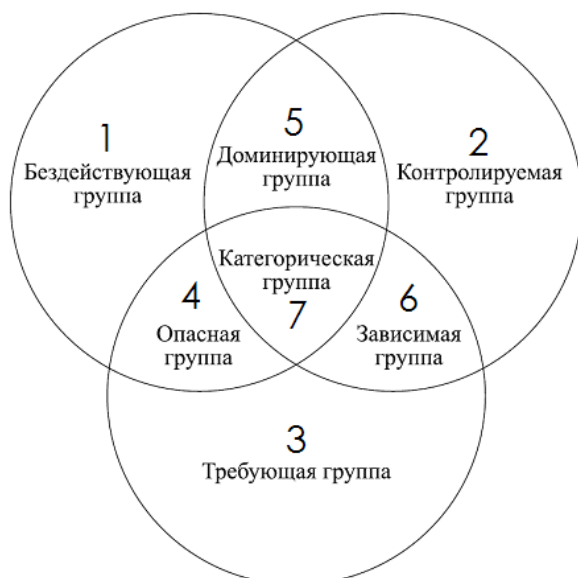 1
Бездействующая
группа
5
Доминирующая
группа
2
Контролируемая
группа
Категорическая
группа
7
4
Опасная
группа
6
Зависимая
группа
3
Требующая группа